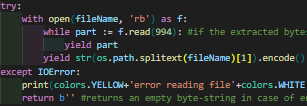 try:
with open(fileName, 'rb') as f:
while part := f.read(994): #if the extracted byte
yield part
yield str(os.path.splitext(fileName)[1]).encode()
except IOError:
print(colors.YELLOW+'error reading file'+colors.WHITE
return b'' #returns an empty byte-string in case of e